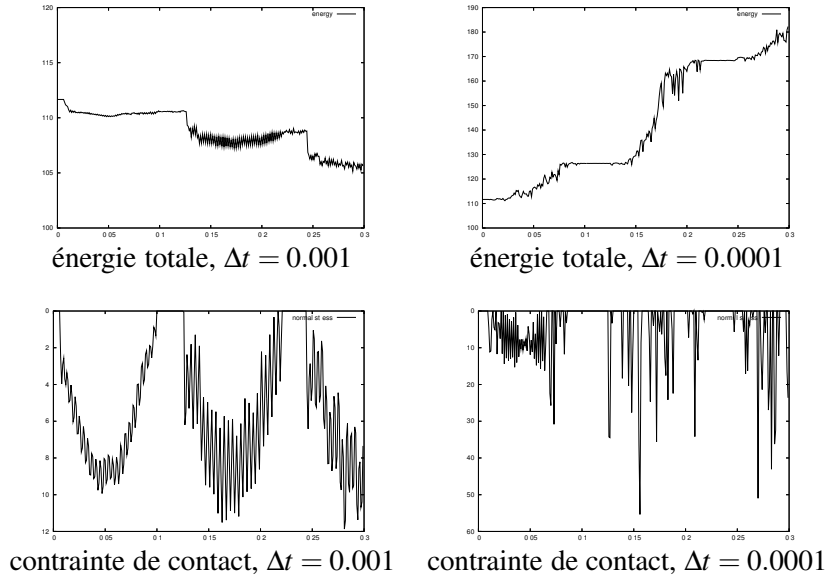 120
energy
115
110
105
100
0 0 05 0 1 0 15 0 2 0 25 0 3
énergie totale, Δt = 0.001
190
energy
180
170
160
150
140
130
120
110
100
0 0 05 0 1 0 15 0 2 0 25 0 3
énergie totale, Δt = 0.0001
0
normal st ess
2
4
6
8
10
12
0 0 05 0 1 0 15 0 2 0 25 0 3
contrainte de contact, Δt = 0.001
0
normal st ess
10
20
30
40
50
60
0 0 05 0 1 0 15 0 2 0 25 0 3
contrainte de contact, Δt = 0.0001